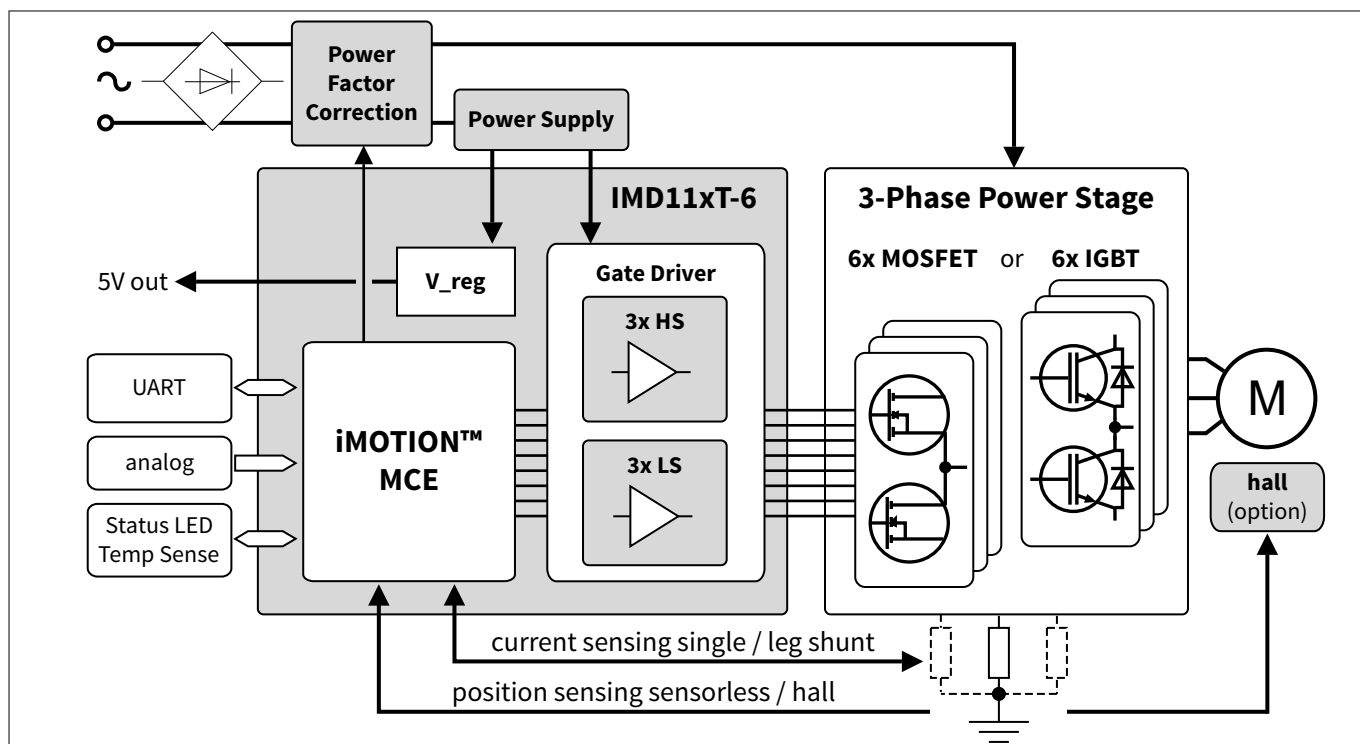 Power
Factor
Correction
Power Supply
IMD11xT-6
3-Phase Power Stage
6x MOSFET or 6x IGBT
5V out
V_reg
Gate Driver
3x HS
UART
iMOTION™
MCE
analog
3x LS
Status LED
Temp Sense
M
hall
(option)
current sensing single / leg shunt
position sensing sensorless / hall